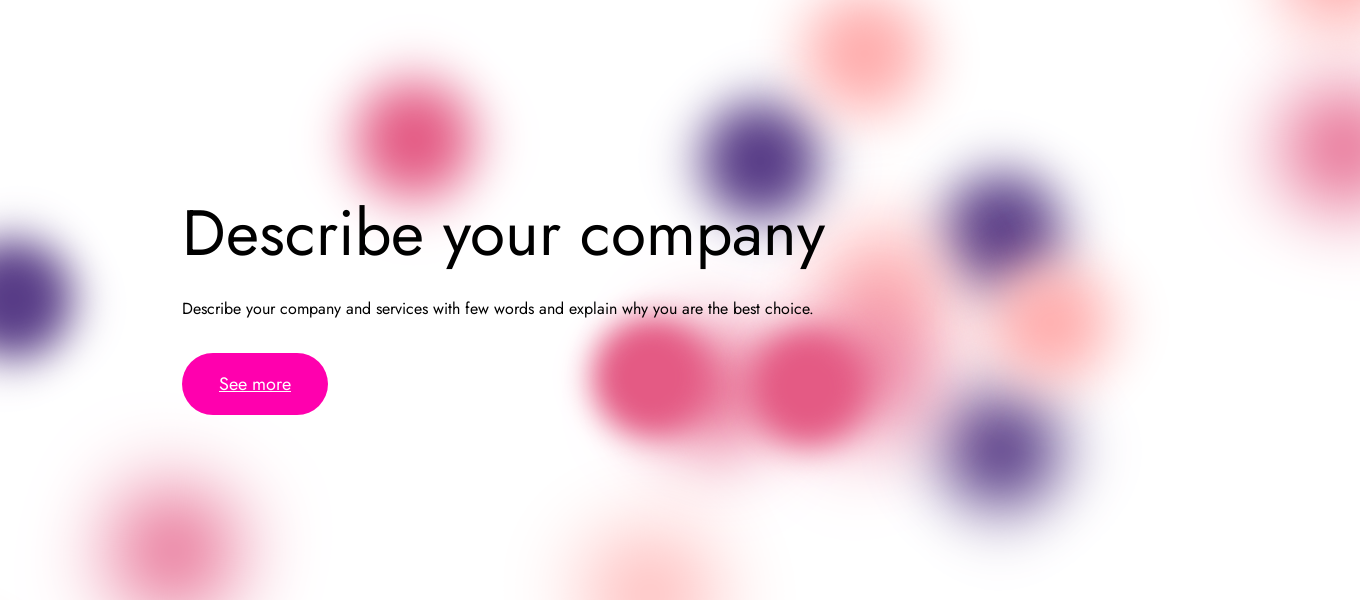 Describe your company
Describe your company and services with few words and explain why you are the best choice.
See more